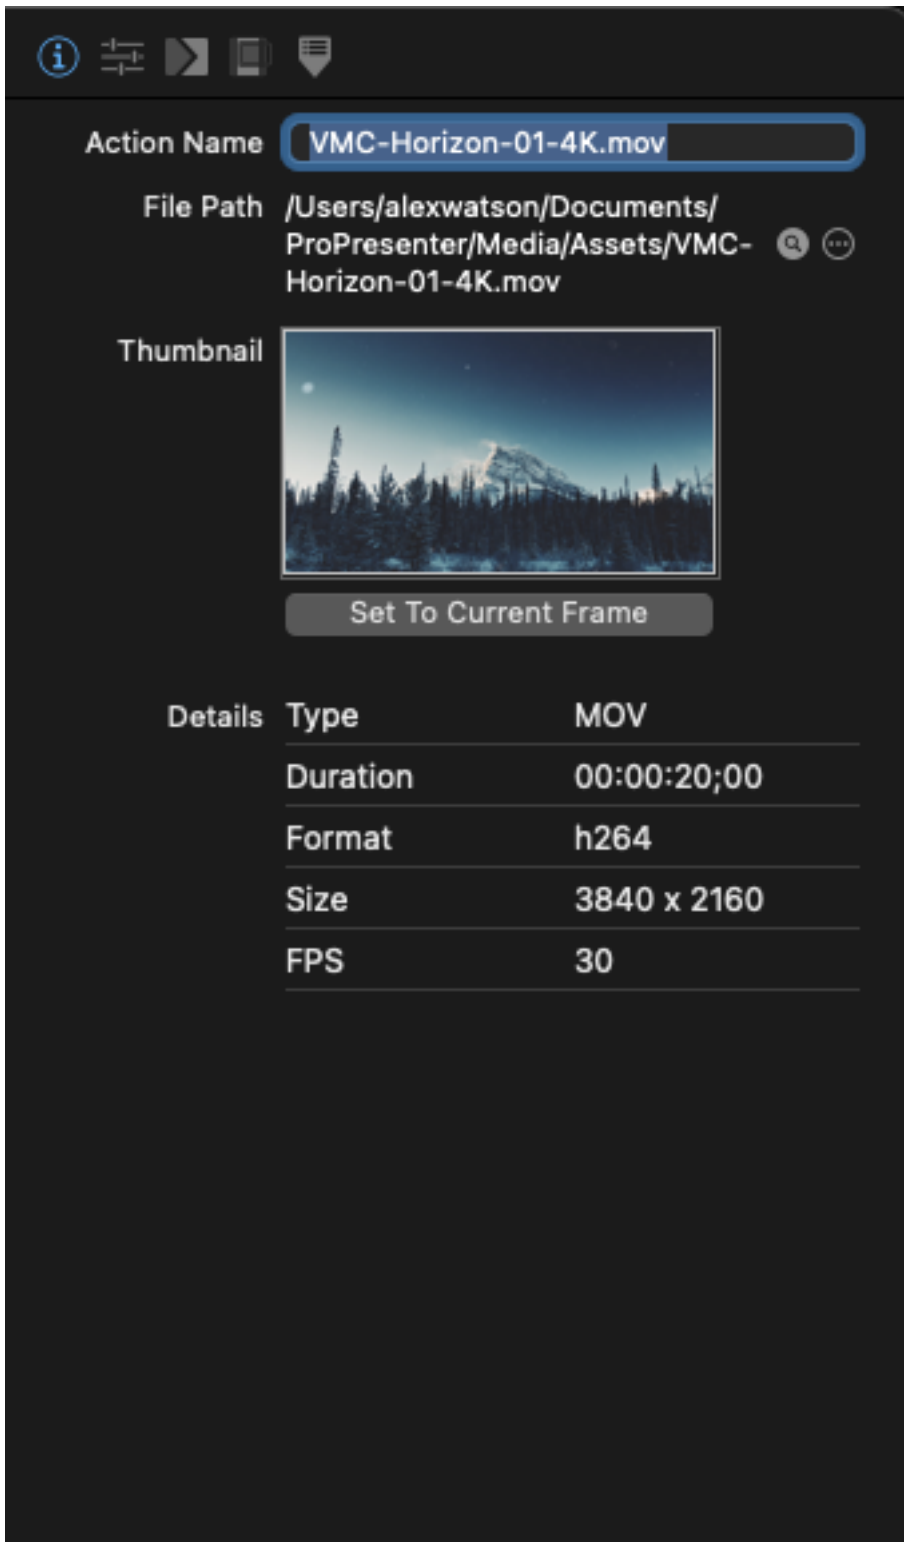 Action Name VMC-Horizon-01-4K.mov
File Path /Users/alexwatson/Documents/
ProPresenter/Media/Assets/VMC-
Horizon-01-4K.mov
Thumbnail
Set To Current Frame
Details Type MOV
Duration 00:00:20;00
Format h264
Size 3840 x 2160
FPS 30